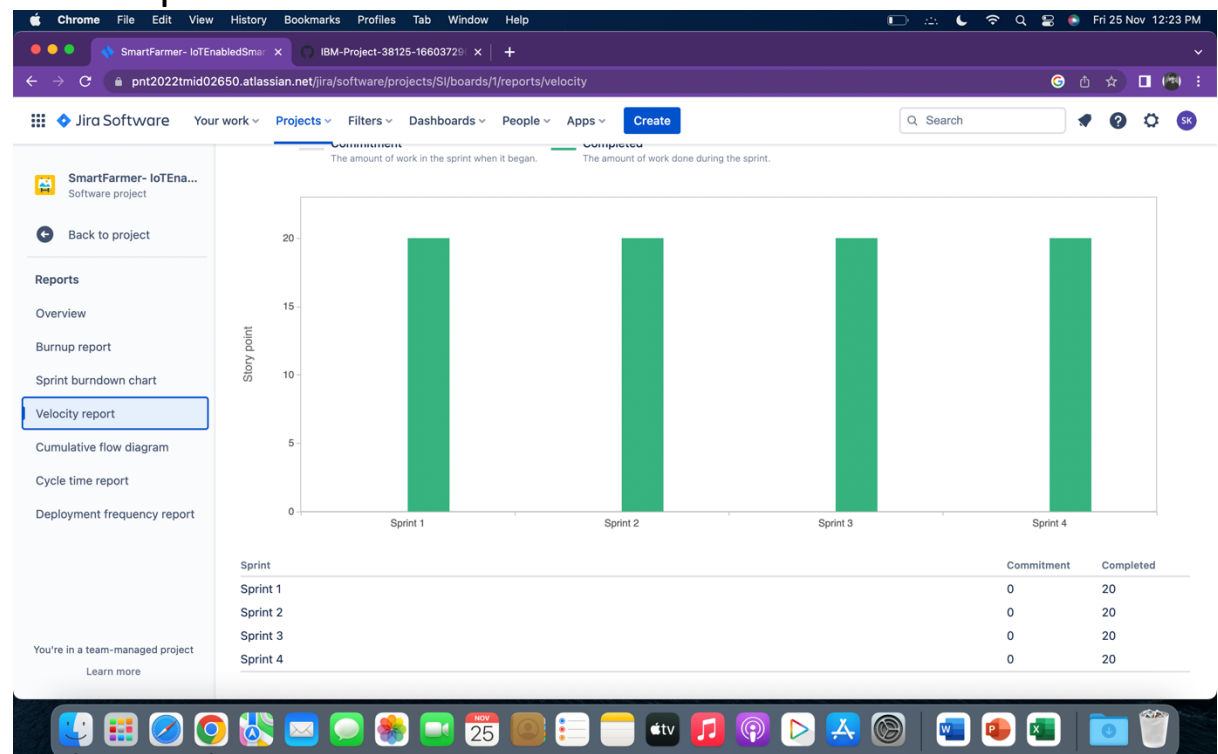 Chrome File Edit View History Bookmarks Profiles Tab Window Help Fri 25 Nov 12:23 PM
SmartFarmer- IoTEnabledSmar IBM-Project-38125-16603729
pnt2022tmid02650.atlassian.net/jira/software/projects/SI/boards/1/reports/velocity
Jira Software Your work Projects Filters Dashboards People Apps Create Search SK
Commitment Completed
The amount of work in the sprint when it began. The amount of work done during the sprint.
SmartFarmer- IoTEna...
Software project
Back to project
Reports
Overview
Burnup report
Sprint burndown chart
Velocity report
Cumulative flow diagram
Cycle time report
Deployment frequency report
You're in a team-managed project
Learn more
Story point
20
15
10
5
0
Sprint 1 Sprint 2 Sprint 3 Sprint 4
Sprint Commitment Completed
Sprint 1 0 20
Sprint 2 0 20
Sprint 3 0 20
Sprint 4 0 20
NOV
25
tv